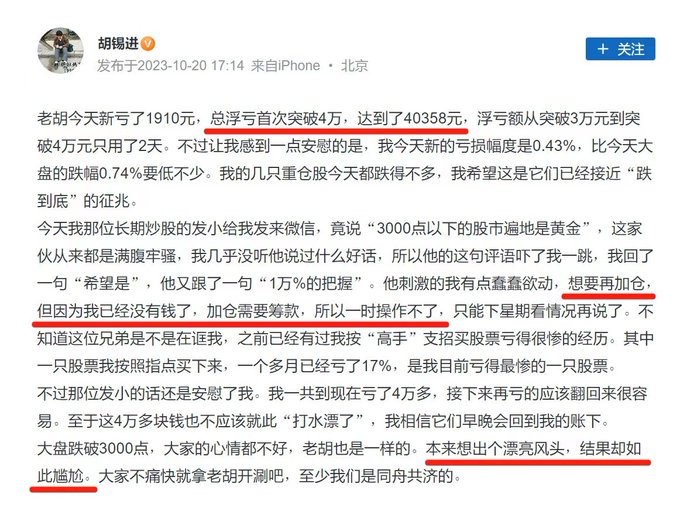 胡锡进
发布于2023-10-20 17:14 来自iPhone · 北京
+ 关注
老胡今天新亏了1910元，总浮亏首次突破4万，达到了40358元，浮亏额从突破3万元到突
破4万元只用了2天。不过让我感到一点安慰的是，我今天新的亏损幅度是0.43%，比今天大
盘的跌幅0.74%要低不少。我的几只重仓股今天都跌得不多，我希望这是它们已经接近“跌
到底”的征兆。
今天我那位长期炒股的发小给我发来微信，竟说“3000点以下的股市遍地是黄金”，这家
伙从来都是满腹牢骚，我几乎没听他说过什么好话，所以他的这句评语吓了我一跳，我回了
一句“希望是”，他又跟了一句“1万%的把握”。他刺激的我有点蠢蠢欲动，想要再加仓，
但因为我已经没有钱了，加仓需要筹款，所以一时操作不了，只能下星期看情况再说了。不
知道这位兄弟是不是在诓我，之前已经有过我按“高手”支招买股票亏得很惨的经历。其中
一只股票我按照指点买下来，一个多月已经亏了17%，是我目前亏得最惨的一只股票。
不过那位发小的话还是安慰了我。我一共到现在亏了4万多，接下来再亏的应该翻回来很容
易。至于这4万多块钱也不应该就此“打水漂了”，我相信它们早晚会回到我的账下。
大盘跌破3000点，大家的心情都不好，老胡也是一样的。本来想出个漂亮风头，结果却如
此尴尬。大家不痛快就拿老胡开涮吧，至少我们是同舟共济的。